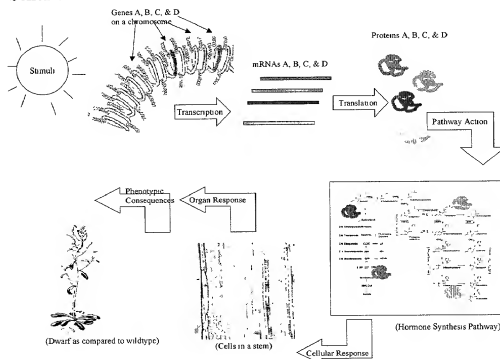 Genes A, B, C, & D
on a chromosome
Proteins A, B, C, & D
Stimuli
mRNAs A, B, C, & D
Transcription
Translation
Pathway Action
Phenotypic
Consequences
Organ Response
(Dwarf as compared to wildtype)
(Cells in a stem)
(Hormone Synthesis Pathway)
Cellular Response